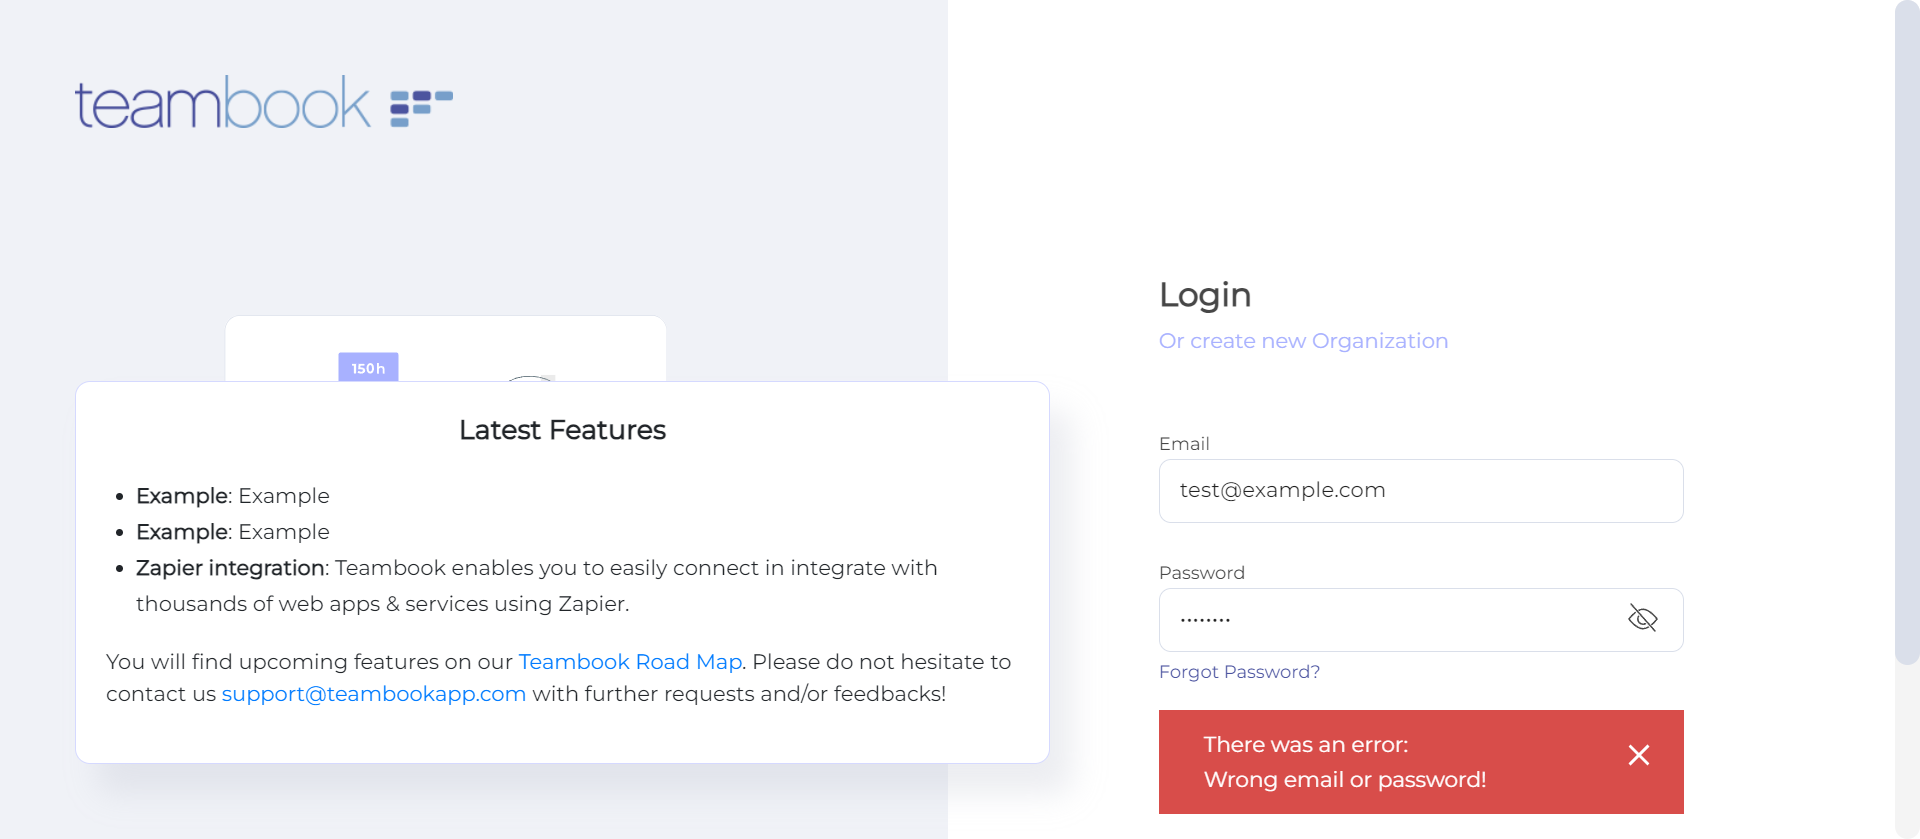 teambook
150h
Latest Features
Example: Example
Example: Example
Zapier integration: Teambook enables you to easily connect in integrate with
thousands of web apps & services using Zapier.
You will find upcoming features on our Teambook Road Map. Please do not hesitate to
contact us support@teambookapp.com with further requests and/or feedbacks!
Login
Or create new Organization
Email
test@example.com
Password
••••••••
Forgot Password?
There was an error:
Wrong email or password!